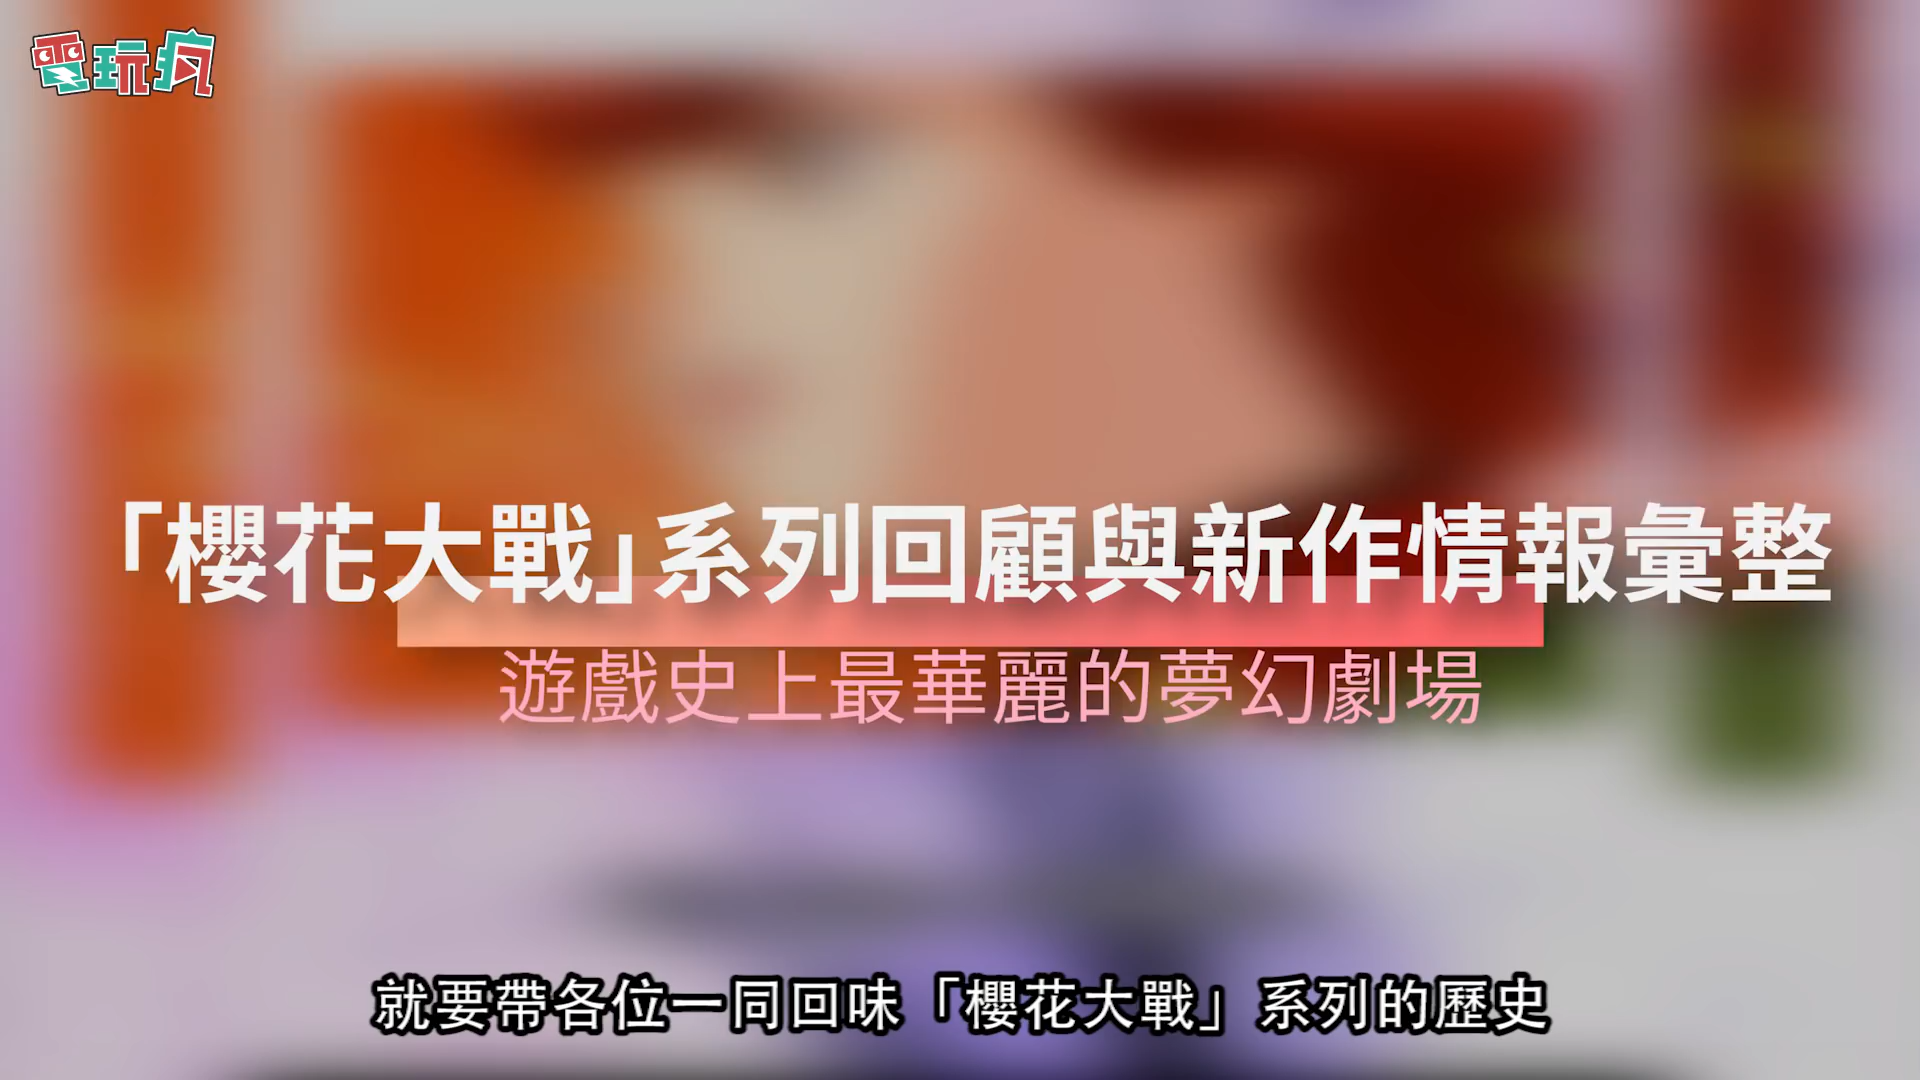 電玩瘋
「櫻花大戰」系列回顧與新作情報彙整
遊戲史上最華麗的夢幻劇場
就要帶各位一同回味「櫻花大戰」系列的歷史